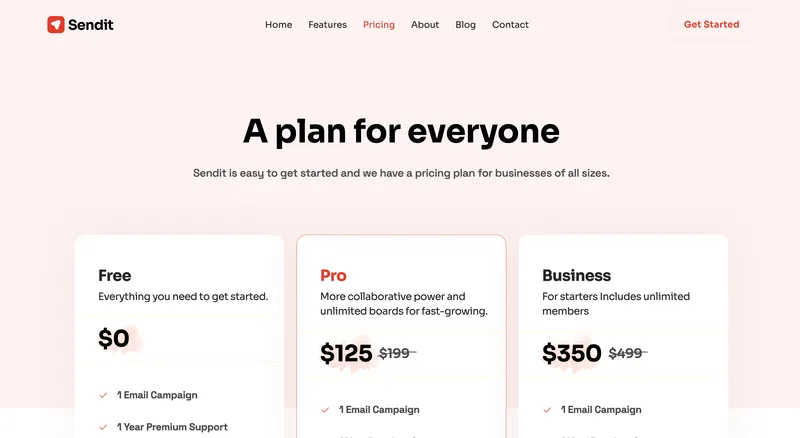 Sendit
Home Features Pricing About Blog Contact
Get Started
A plan for everyone
Sendit is easy to get started and we have a pricing plan for businesses of all sizes.
Free
Everything you need to get started.
$0
1 Email Campaign
1 Year Premium Support
Pro
More collaborative power and
unlimited boards for fast-growing.
$125 $199
1 Email Campaign
Business
For starters Includes unlimited
members
$350 $499
1 Email Campaign